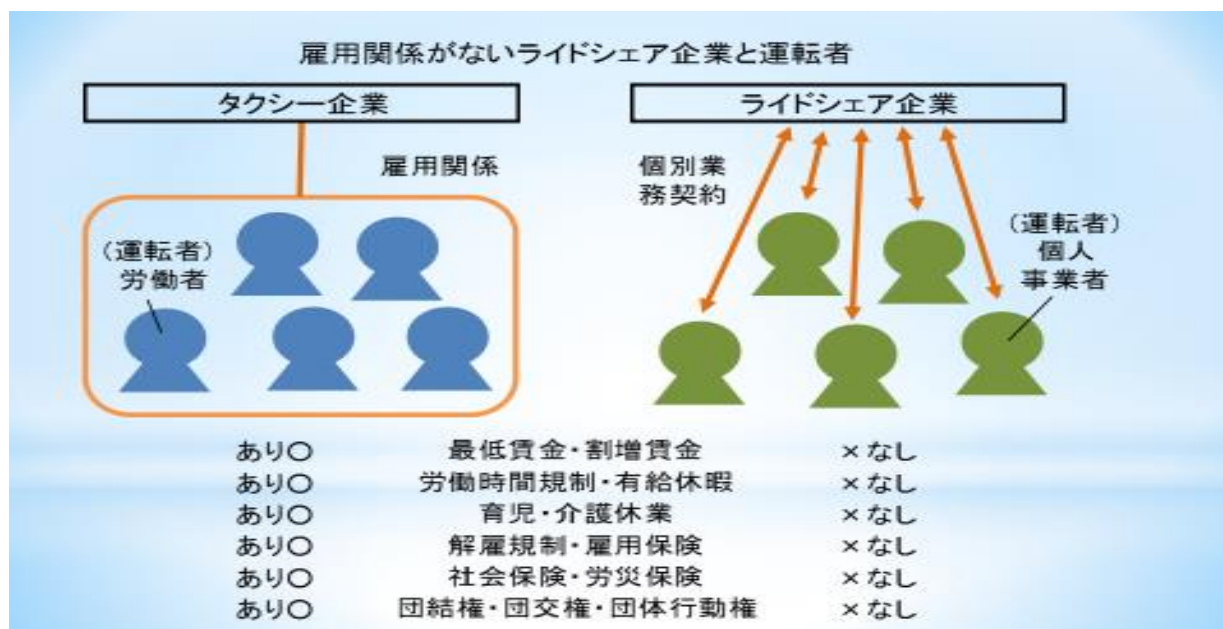 雇用関係がないライドシェア企業と運転者
タクシー企業
ライドシェア企業
雇用関係
個別業
務契約
(運転者)
労働者
(運転者)
個人
事業者
あり〇 最低賃金・割増賃金 ×なし
あり〇 労働時間規制・有給休暇 ×なし
あり〇 育児・介護休業 ×なし
あり〇 解雇規制・雇用保険 ×なし
あり〇 社会保険・労災保険 ×なし
あり〇 団結権・団交権・団体行動権 ×なし